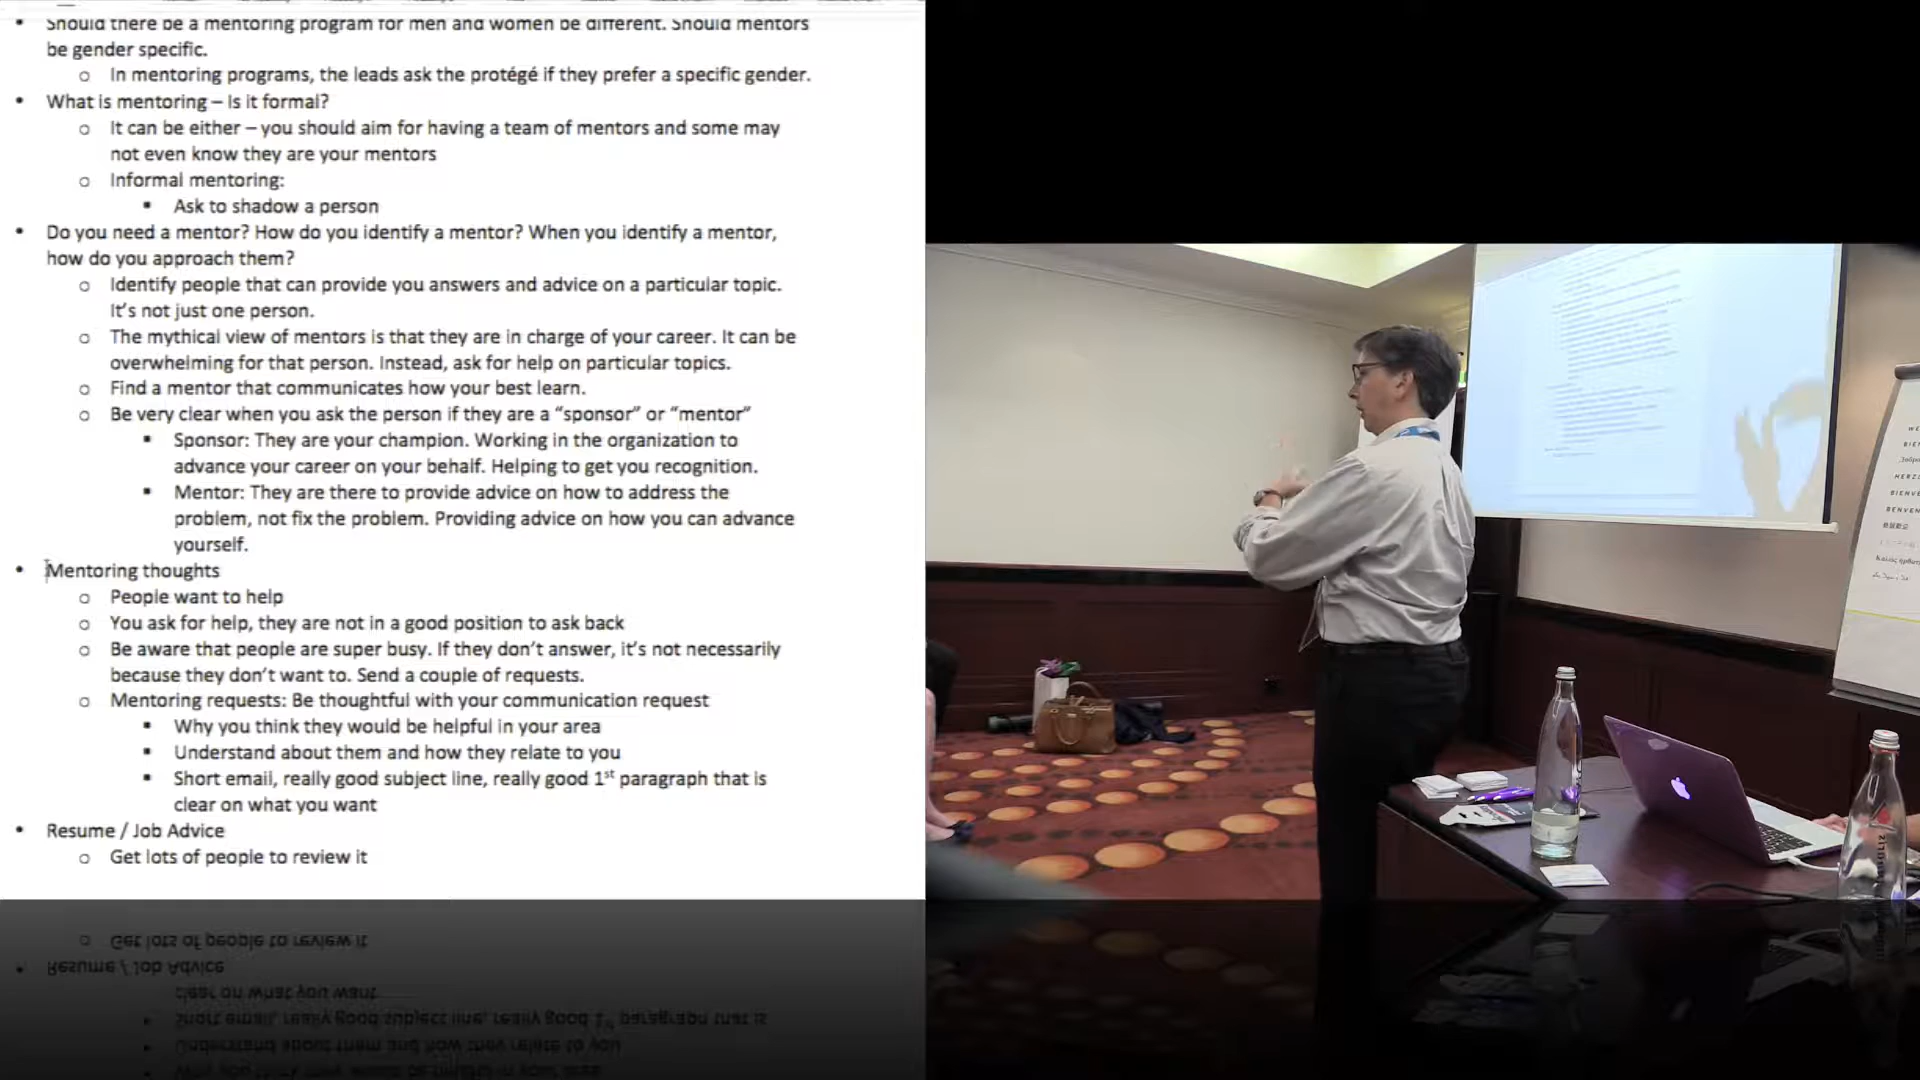 Should there be a mentoring program for men and women be different. Should mentors
be gender specific.
o In mentoring programs, the leads ask the protégé if they prefer a specific gender.
• What is mentoring – Is it formal?
o It can be either – you should aim for having a team of mentors and some may
not even know they are your mentors
o Informal mentoring:
▪ Ask to shadow a person
• Do you need a mentor? How do you identify a mentor? When you identify a mentor,
how do you approach them?
o Identify people that can provide you answers and advice on a particular topic.
It’s not just one person.
o The mythical view of mentors is that they are in charge of your career. It can be
overwhelming for that person. Instead, ask for help on particular topics.
o Find a mentor that communicates how your best learn.
o Be very clear when you ask the person if they are a “sponsor” or “mentor”
▪ Sponsor: They are your champion. Working in the organization to
advance your career on your behalf. Helping to get you recognition.
▪ Mentor: They are there to provide advice on how to address the
problem, not fix the problem. Providing advice on how you can advance
yourself.
• Mentoring thoughts
o People want to help
o You ask for help, they are not in a good position to ask back
o Be aware that people are super busy. If they don’t answer, it’s not necessarily
because they don’t want to. Send a couple of requests.
o Mentoring requests: Be thoughtful with your communication request
▪ Why you think they would be helpful in your area
▪ Understand about them and how they relate to you
▪ Short email, really good subject line, really good 1st paragraph that is
clear on what you want
• Resume / Job Advice
o Get lots of people to review it